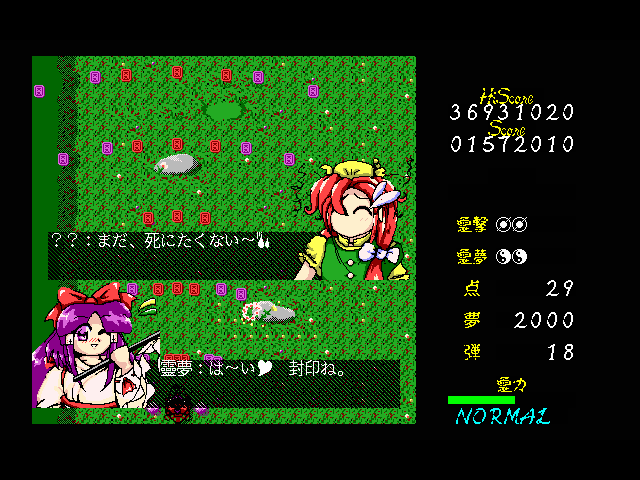 HiScore
36931020
Score
01572010
??:まだ、死にたくない〜
霊撃
霊夢
点 29
夢 2000
弾 18
霊夢:は〜い♥ 封印ね。
霊力
NORMAL